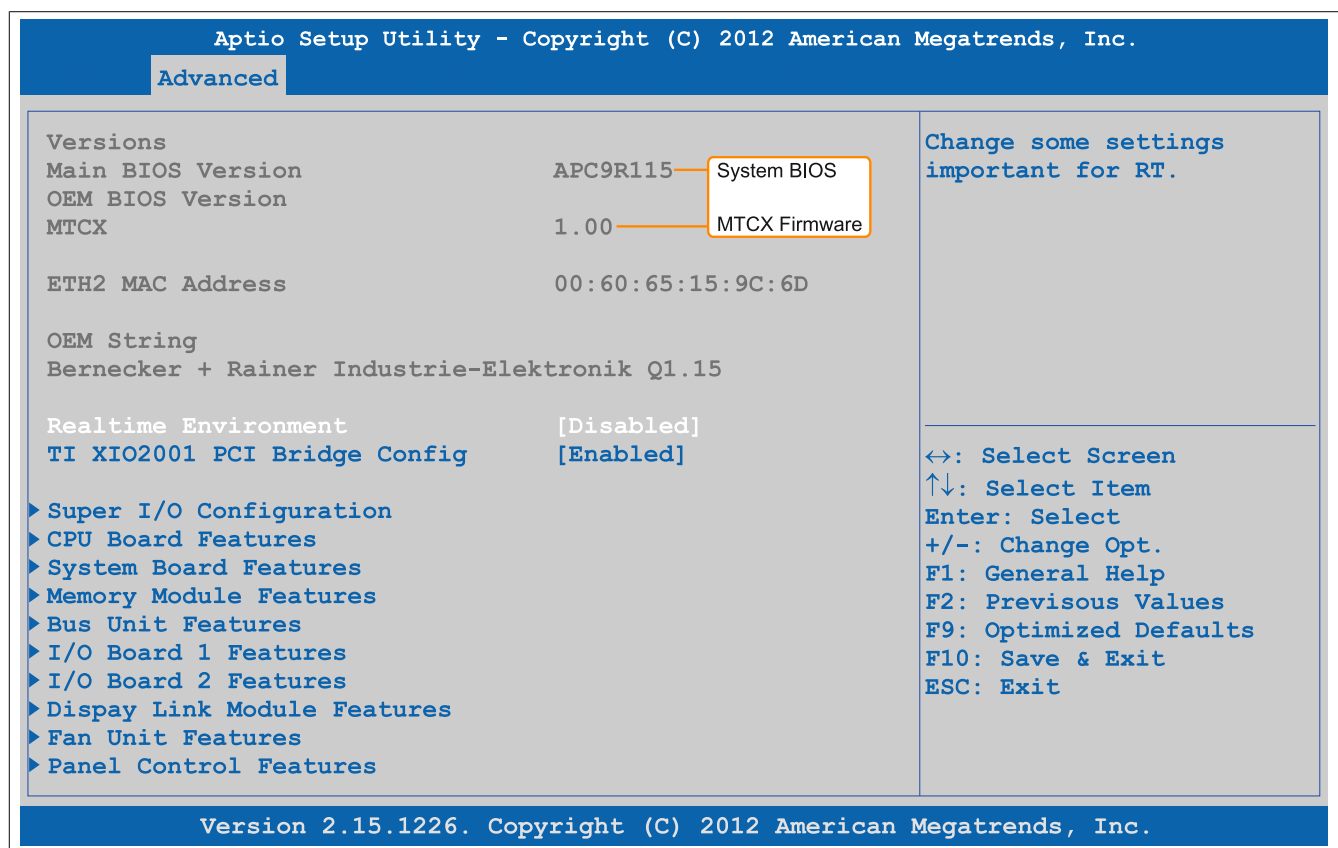 Aptio Setup Utility - Copyright (C) 2012 American Megatrends, Inc.
Advanced
Versions
Main BIOS Version APC9R115 System BIOS
OEM BIOS Version
MTCX 1.00 MTCX Firmware
ETH2 MAC Address 00:60:65:15:9C:6D
OEM String
Bernecker + Rainer Industrie-Elektronik Q1.15
Realtime Environment [Disabled]
TI XIO2001 PCI Bridge Config [Enabled]
Super I/O Configuration
CPU Board Features
System Board Features
Memory Module Features
Bus Unit Features
I/O Board 1 Features
I/O Board 2 Features
Dispay Link Module Features
Fan Unit Features
Panel Control Features
Change some settings
important for RT.
↔: Select Screen
↑↓: Select Item
Enter: Select
+/-: Change Opt.
F1: General Help
F2: Previsous Values
F9: Optimized Defaults
F10: Save & Exit
ESC: Exit
Version 2.15.1226. Copyright (C) 2012 American Megatrends, Inc.